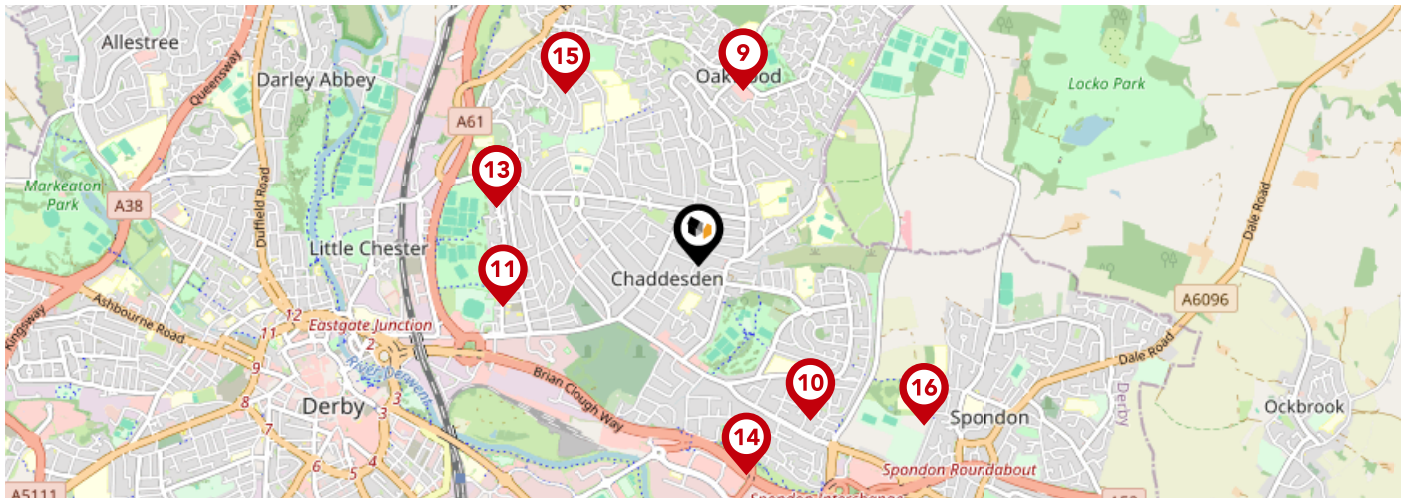 Allestree
Queensway
Darley Abbey
15
9
Locko Park
A61
13
Markeaton
Park
A38
Duffield Road
Dale Road
Little Chester
11
Chaddesden
A6096
Kingsway
Ashbourne Road
12
11
Eastgate Junction
2
River Derwent
9
8
Derby
3
3
7
6
5
4
Brian Clough Way
10
16
14
Spondon
Dale Road
Derby
Ockbrook
Spondon Roundabout
A5111